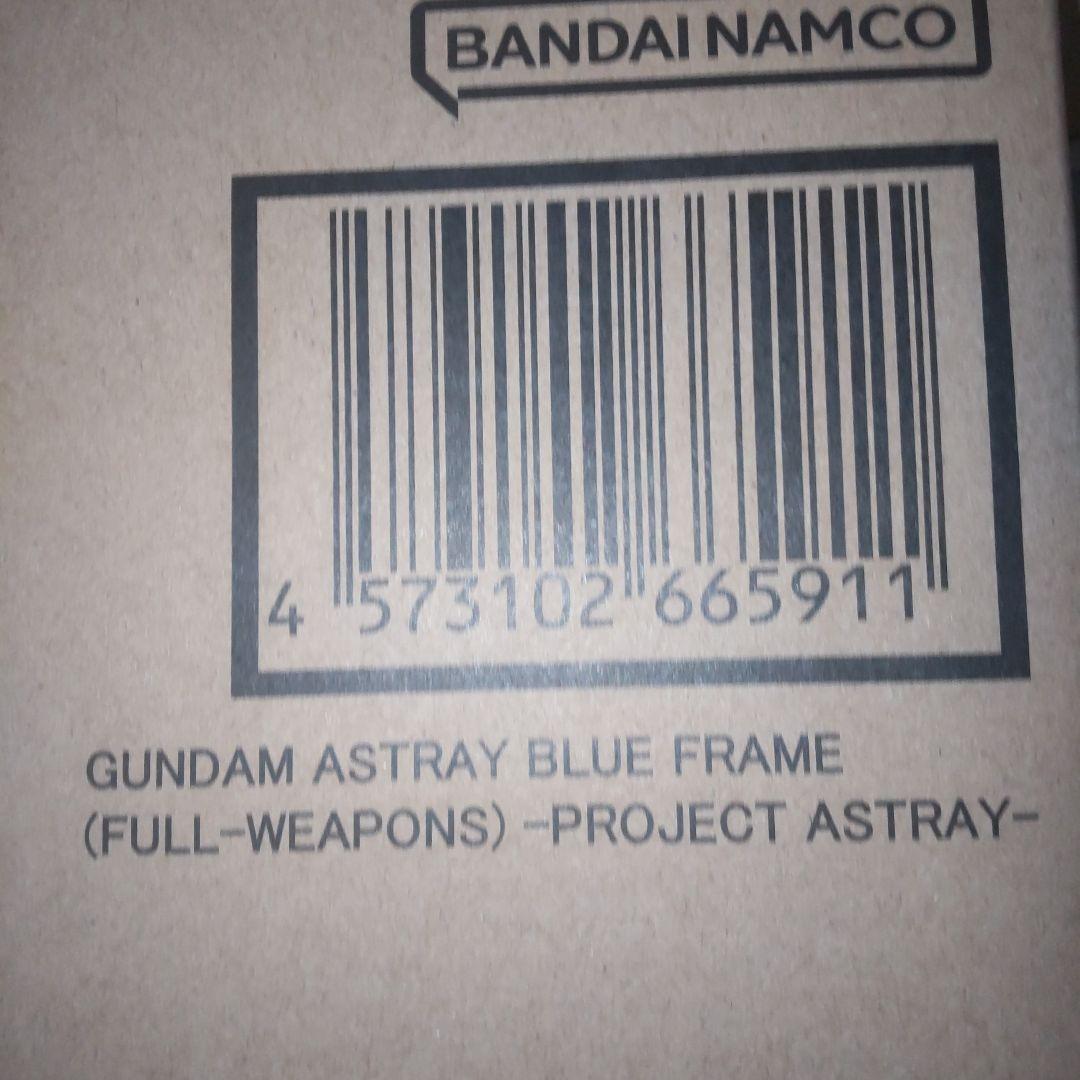 BANDAI NAMCO
4 573102 665911
GUNDAM ASTRAY BLUE FRAME
(FULL-WEAPONS) -PROJECT ASTRAY-